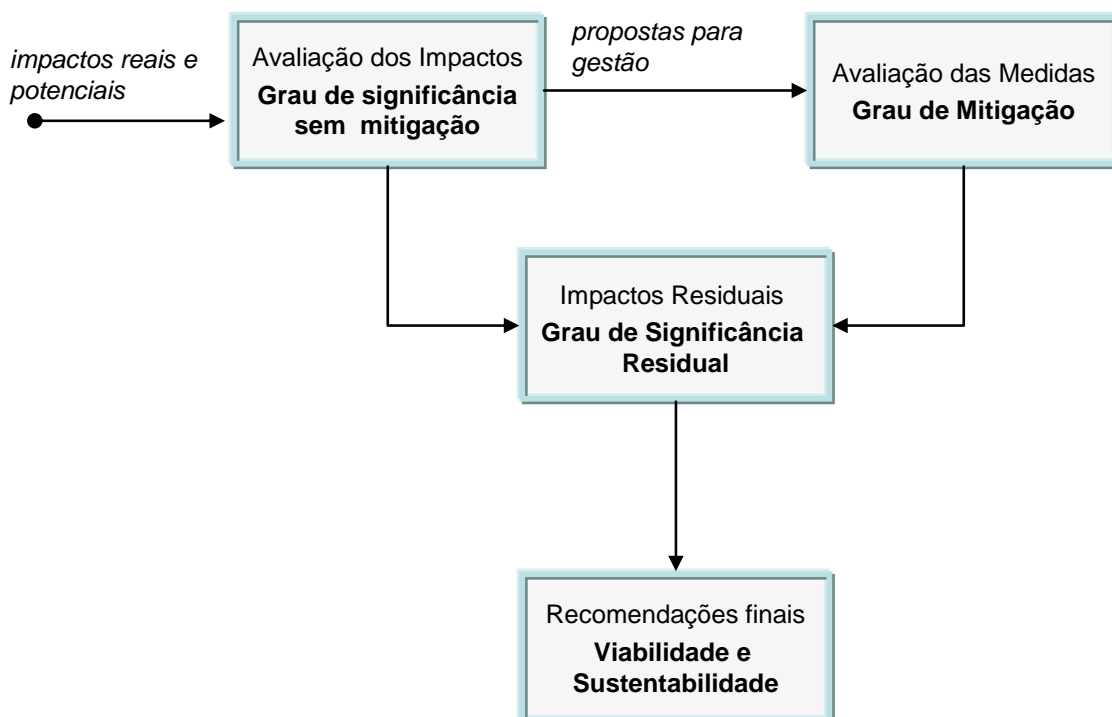 impactos reais e
potenciais
Avaliação dos Impactos
Grau de significância
sem mitigação
propostas para
gestão
Avaliação das Medidas
Grau de Mitigação
Impactos Residuais
Grau de Significância
Residual
Recomendações finais
Viabilidade e
Sustentabilidade